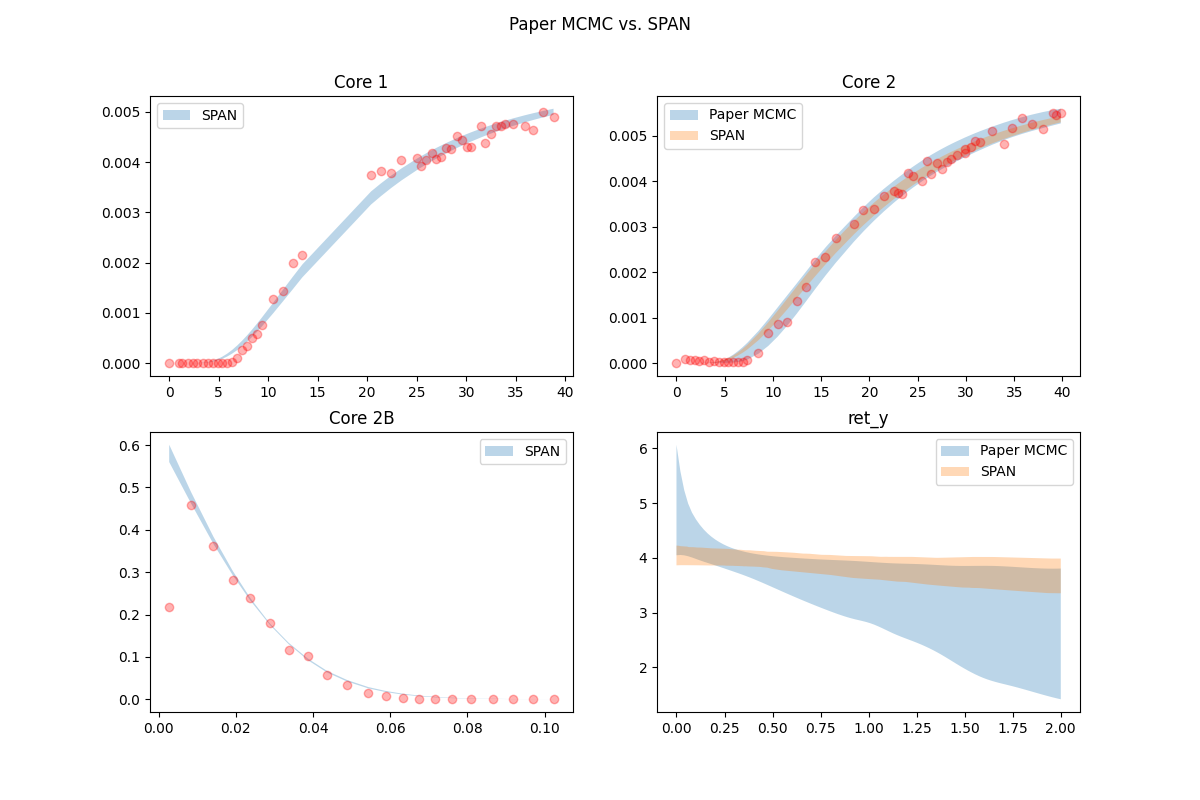 Paper MCMC vs. SPAN
Core 1
Core 2
0.005
0.004
0.003
0.002
0.001
0.000
SPAN
0 5 10 15 20 25 30 35 40
0.005
0.004
0.003
0.002
0.001
0.000
Paper MCMC
SPAN
0 5 10 15 20 25 30 35 40
Core 2B
ret_y
0.6
0.5
0.4
0.3
0.2
0.1
0.0
SPAN
0.00 0.02 0.04 0.06 0.08 0.10
6
5
4
3
2
Paper MCMC
SPAN
0.00 0.25 0.50 0.75 1.00 1.25 1.50 1.75 2.00